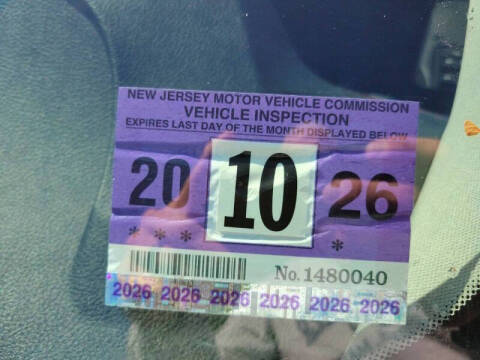 NEW JERSEY MOTOR VEHICLE COMMISSION
VEHICLE INSPECTION
EXPIRES LAST DAY OF THE MONTH DISPLAYED BELOW
20 10 26
* * * *
No. 1480040
2026 2026 2026 2026 2026 2026